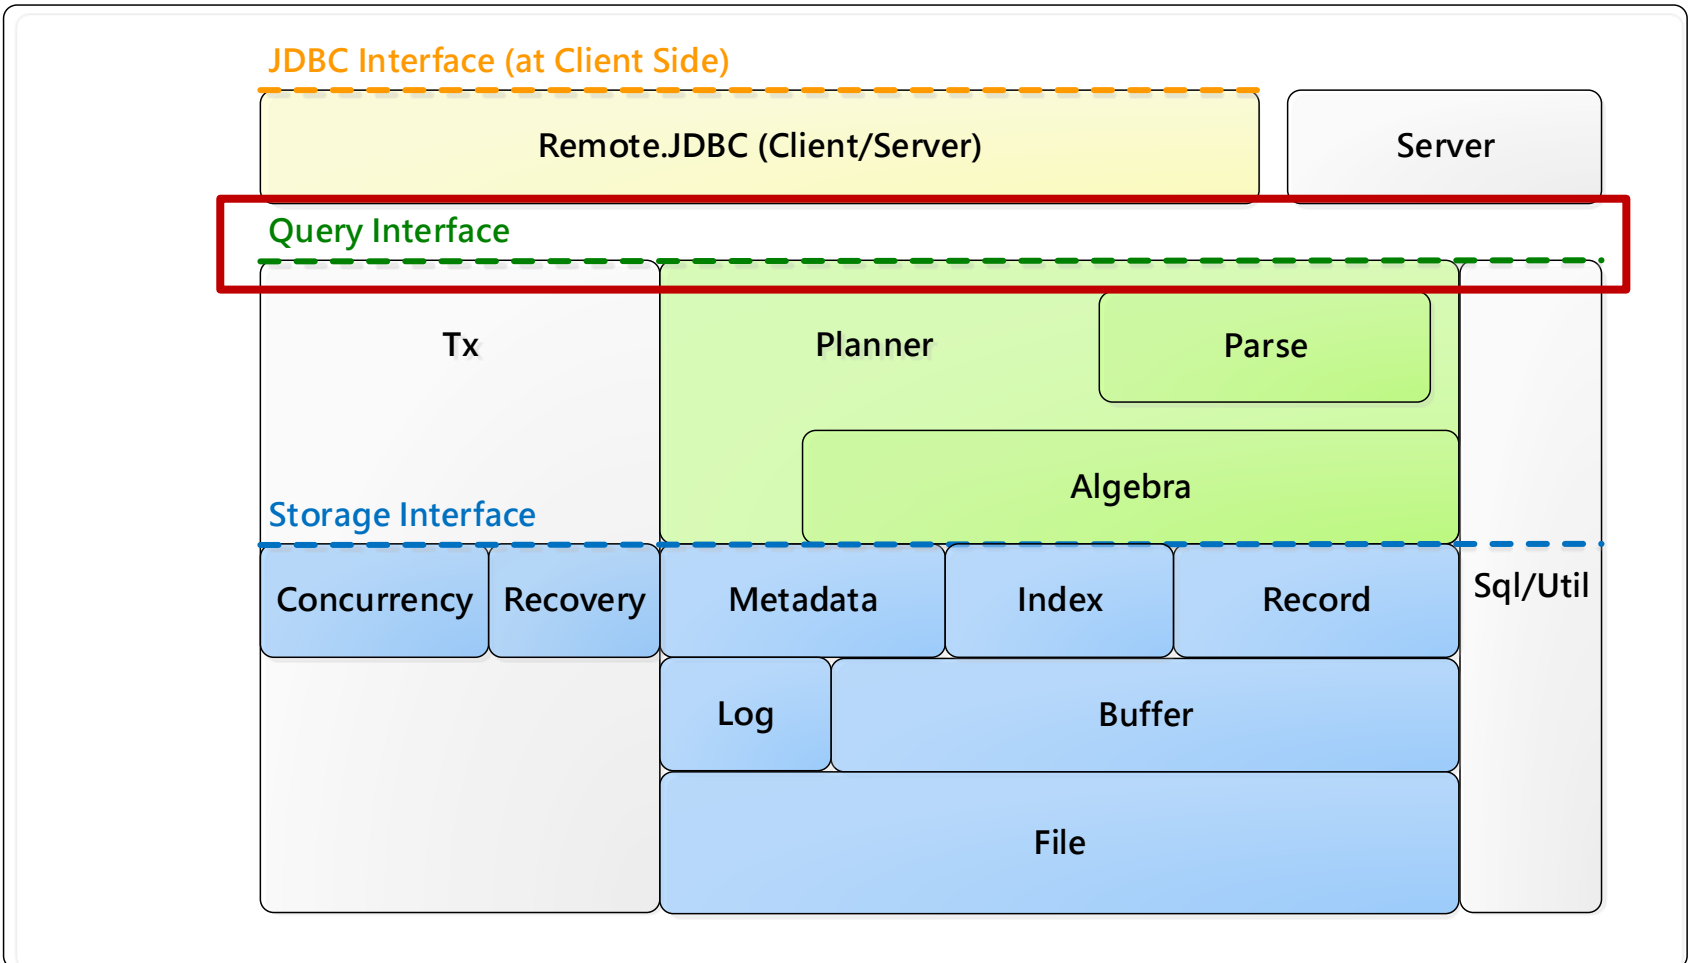 JDBC Interface (at Client Side)
Remote.JDBC (Client/Server)
Server
Query Interface
Tx
Planner
Parse
Algebra
Storage Interface
Concurrency
Recovery
Metadata
Index
Record
Sql/Util
Log
Buffer
File